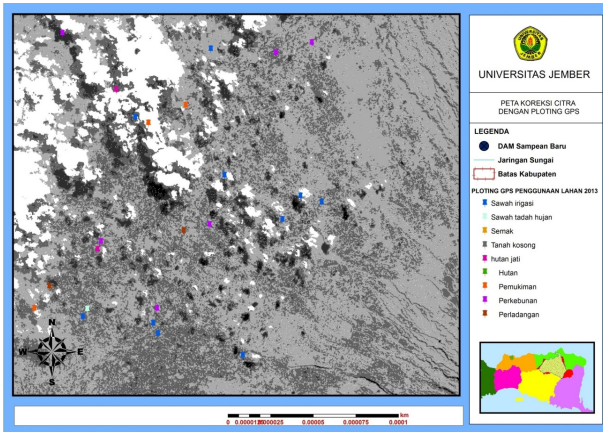 UNIVERSITAS JEMBER
PETA KOREKSI CITRA
DENGAN PLOTING GPS
LEGENDA
DAM Sampean Baru
Jaringan Sungai
Batas Kabupaten
PLOTING GPS PENGGUNAAN LAHAN 2013
Sawah irigasi
Sawah tadah hujan
Semak
Tanah kosong
hutan jati
Hutan
Pemukiman
Perkebunan
Perladangan
N
W E
S
km
0 0.00005 0.000075 0.0001